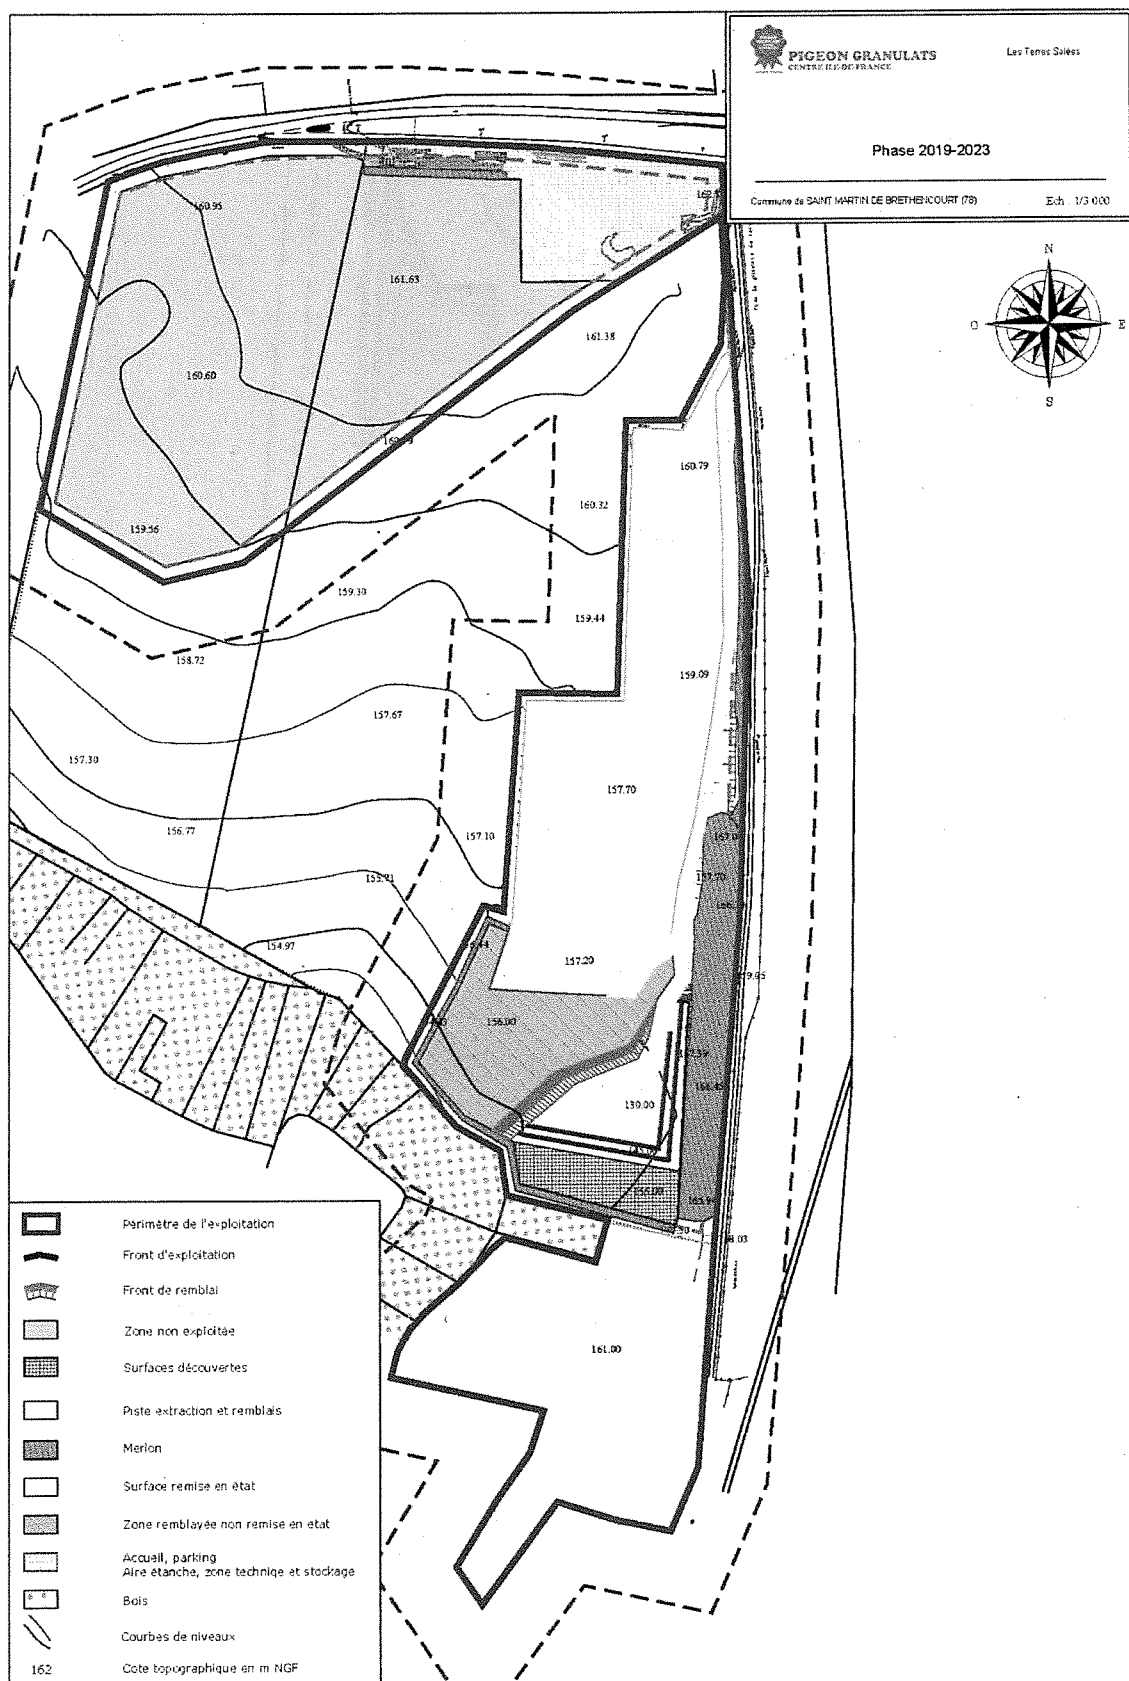 PIGEON GRANULATS
CENTRE ILE-DE-FRANCE
Les Terres Salées
Phase 2019-2023
Commune de SAINT MARTIN DE BRETHENCOURT (78)
Ech : 1/3 000
N
O
E
S
160.95
161.63
161.38
160.60
160.79
160.32
159.56
159.30
159.44
158.72
159.09
157.67
157.30
157.70
156.77
157.10
155.71
154.97
157.20
156.00
139.00
161.00
Périmètre de l'exploitation
Front d'exploitation
Front de remblai
Zone non exploitée
Surfaces découvertes
Piste extraction et remblais
Merlon
Surface remise en état
Zone remblayée non remise en etat
Accueil, parking
Aire étanche, zone techniqe et stockage
Bois
Courbes de niveaux
162
Cote topographique en m NGF